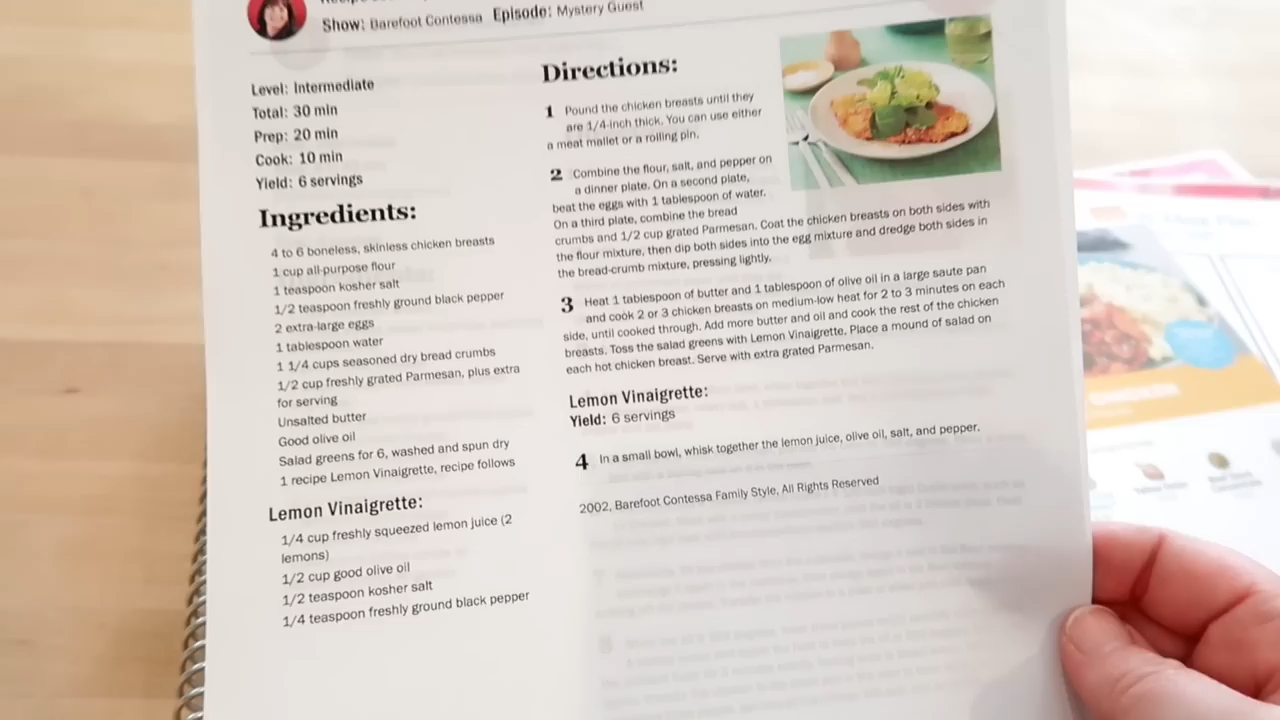 Show: Barefoot Contessa Episode: Mystery Guest
Level: Intermediate
Total: 30 min
Prep: 20 min
Cook: 10 min
Yield: 6 servings
Ingredients:
4 to 6 boneless, skinless chicken breasts
1 cup all-purpose flour
1 teaspoon kosher salt
1/2 teaspoon freshly ground black pepper
2 extra-large eggs
1 tablespoon water
1 1/4 cups seasoned dry bread crumbs
1/2 cup freshly grated Parmesan, plus extra
for serving
Unsalted butter
Good olive oil
Salad greens for 6, washed and spun dry
1 recipe Lemon Vinaigrette, recipe follows
Lemon Vinaigrette:
1/4 cup freshly squeezed lemon juice (2
lemons)
1/2 cup good olive oil
1/2 teaspoon kosher salt
1/4 teaspoon freshly ground black pepper
Directions:
1 Pound the chicken breasts until they
are 1/4-inch thick. You can use either
a meat mallet or a rolling pin.
2 Combine the flour, salt, and pepper on
a dinner plate. On a second plate,
beat the eggs with 1 tablespoon of water.
On a third plate, combine the bread
crumbs and 1/2 cup grated Parmesan. Coat the chicken breasts on both sides with
the flour mixture, then dip both sides into the egg mixture and dredge both sides in
the bread-crumb mixture, pressing lightly.
3 Heat 1 tablespoon of butter and 1 tablespoon of olive oil in a large saute pan
and cook 2 or 3 chicken breasts on medium-low heat for 2 to 3 minutes on each
side, until cooked through. Add more butter and oil and cook the rest of the chicken
breasts. Toss the salad greens with Lemon Vinaigrette. Place a mound of salad on
each hot chicken breast. Serve with extra grated Parmesan.
Lemon Vinaigrette:
Yield: 6 servings
4 In a small bowl, whisk together the lemon juice, olive oil, salt, and pepper.
2002, Barefoot Contessa Family Style, All Rights Reserved